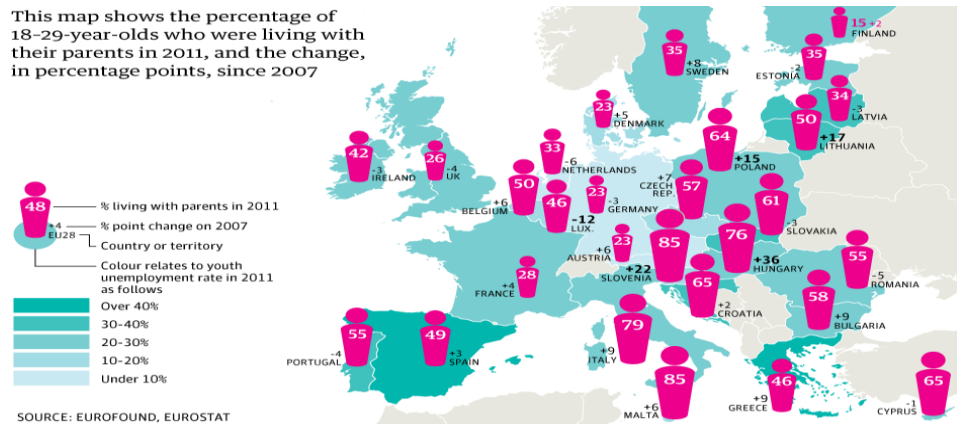 This map shows the percentage of
18–29-year-olds who were living with
their parents in 2011, and the change,
in percentage points, since 2007
15 +2
FINLAND
35
+8
SWEDEN
35
-2
ESTONIA
34
-3
LATVIA
50
+17
LITHUANIA
23
+5
DENMARK
64
+15
POLAND
42
-3
IRELAND
26
-4
UK
33
-6
NETHERLANDS
50
+6
BELGIUM
46
-12
LUX.
23
-3
GERMANY
+7
CZECH
REP
57
61
-3
SLOVAKIA
48
% living with parents in 2011
+4
% point change on 2007
EU28
Country or territory
Colour relates to youth
unemployment rate in 2011
as follows
23
+6
AUSTRIA
85
+22
SLOVENIA
76
+36
HUNGARY
55
-5
ROMANIA
28
+4
FRANCE
65
+2
CROATIA
58
+9
BULGARIA
Over 40%
30-40%
20-30%
10-20%
Under 10%
55
-4
PORTUGAL
49
+3
SPAIN
79
+9
ITALY
85
+6
MALTA
46
+9
GREECE
65
-1
CYPRUS
SOURCE: EUROFOUND, EUROSTAT